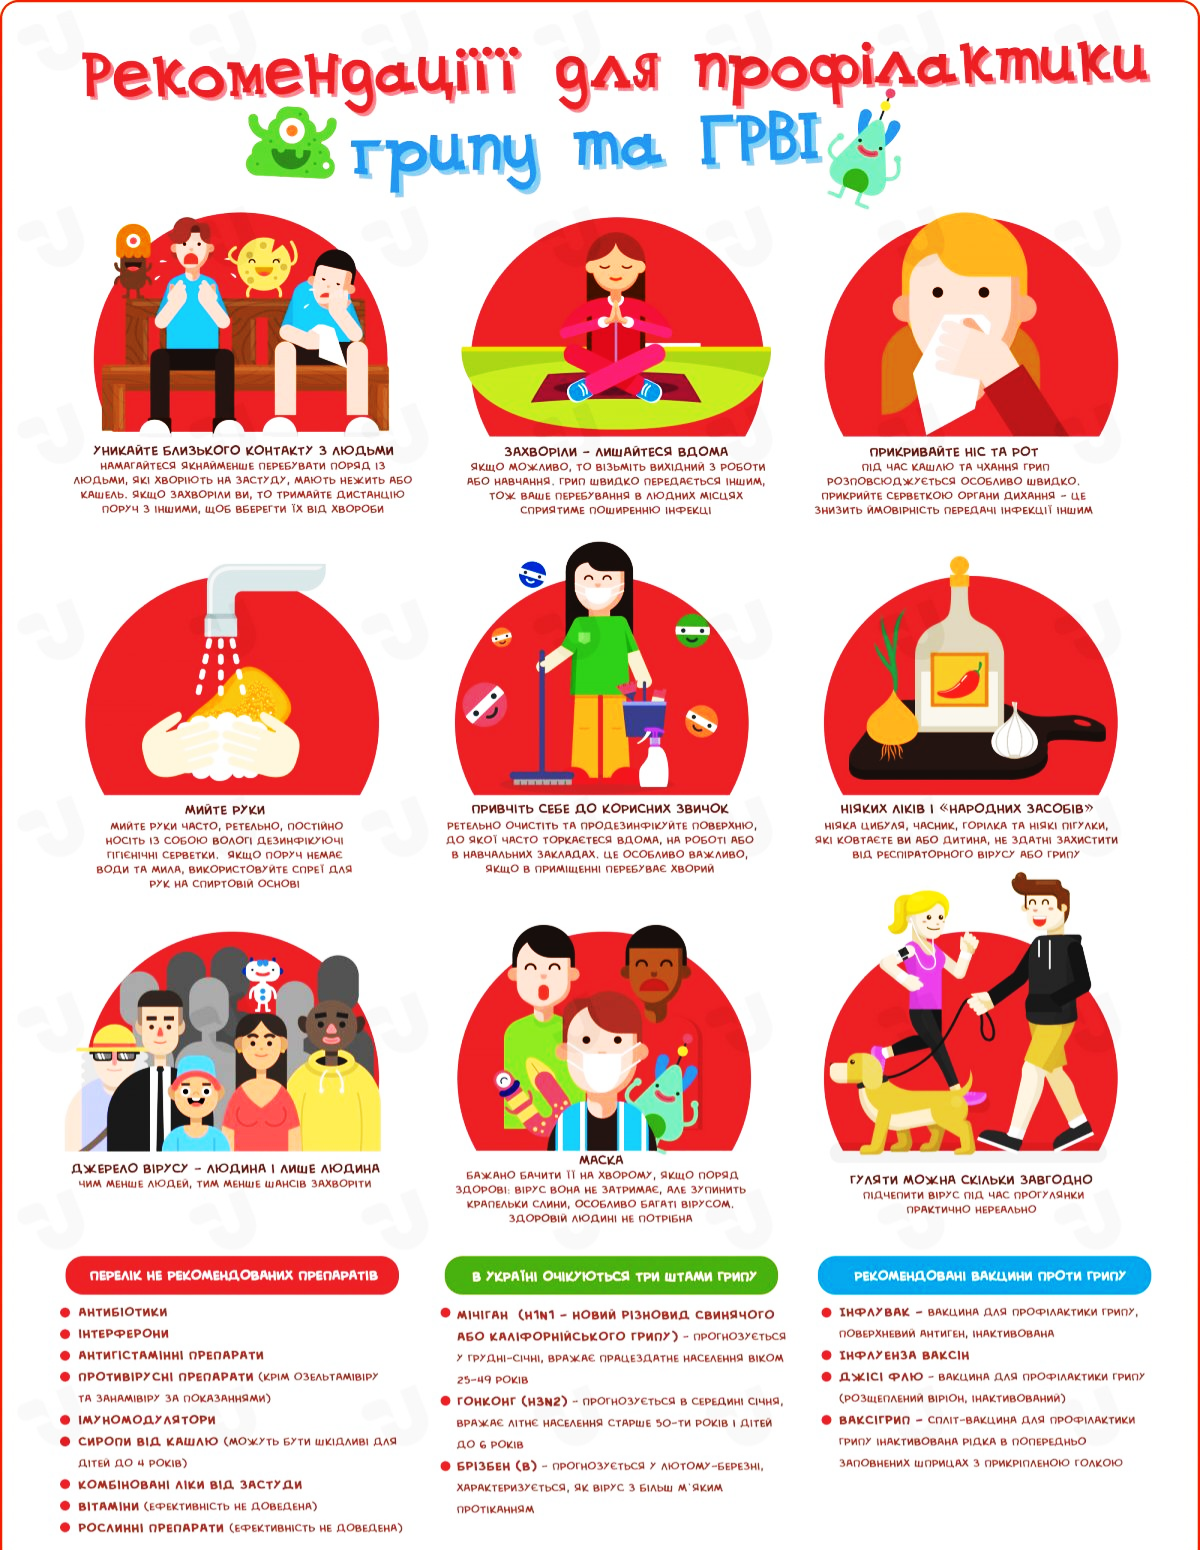 Рекомендаціїї для профілактики
грипу та ГРВІ
УНИКАЙТЕ БЛИЗЬКОГО КОНТАКТУ З ЛЮДЬМИ
НАМАГАЙТЕСЯ ЯКНАЙМЕНШЕ ПЕРЕБУВАТИ ПОРЯД ІЗ
ЛЮДЬМИ, ЯКІ ХВОРІЮТЬ НА ЗАСТУДУ, МАЮТЬ НЕЖИТЬ АБО
КАШЕЛЬ. ЯКЩО ЗАХВОРІЛИ ВИ, ТО ТРИМАЙТЕ ДИСТАНЦІЮ
ПОРУЧ З ІНШИМИ, ЩОБ ВБЕРЕГТИ ЇХ ВІД ХВОРОБИ
ЗАХВОРІЛИ – ЛИШАЙТЕСЯ ВДОМА
ЯКЩО МОЖЛИВО, ТО ВІЗЬМІТЬ ВИХІДНИЙ З РОБОТИ
АБО НАВЧАННЯ. ГРИП ШВИДКО ПЕРЕДАЄТЬСЯ ІНШИМ,
ТОЖ ВАШЕ ПЕРЕБУВАННЯ В ЛЮДНИХ МІСЦЯХ
СПРИЯТИМЕ ПОШИРЕННЮ ІНФЕКЦІ
ПРИКРИВАЙТЕ НІС ТА РОТ
ПІД ЧАС КАШЛЮ ТА ЧХАННЯ ГРИП
РОЗПОВСЮДЖУЄТЬСЯ ОСОБЛИВО ШВИДКО.
ПРИКРИЙТЕ СЕРВЕТКОЮ ОРГАНИ ДИХАННЯ – ЦЕ
ЗНИЗИТЬ ЙМОВІРНІСТЬ ПЕРЕДАЧІ ІНФЕКЦІЇ ІНШИМ
МИЙТЕ РУКИ
МИЙТЕ РУКИ ЧАСТО, РЕТЕЛЬНО, ПОСТІЙНО
НОСІТЬ ІЗ СОБОЮ ВОЛОГІ ДЕЗИНФІКУЮЧІ
ГІГІЄНІЧНІ СЕРВЕТКИ. ЯКЩО ПОРУЧ НЕМАЄ
ВОДИ ТА МИЛА, ВИКОРИСТОВУЙТЕ СПРЕЇ ДЛЯ
РУК НА СПИРТОВІЙ ОСНОВІ
ПРИВЧІТЬ СЕБЕ ДО КОРИСНИХ ЗВИЧОК
РЕТЕЛЬНО ОЧИСТІТЬ ТА ПРОДЕЗИНФІКУЙТЕ ПОВЕРХНЮ,
ДО ЯКОЇ ЧАСТО ТОРКАЄТЕСЯ ВДОМА, НА РОБОТІ АБО
В НАВЧАЛЬНИХ ЗАКЛАДАХ. ЦЕ ОСОБЛИВО ВАЖЛИВО,
ЯКЩО В ПРИМІЩЕННІ ПЕРЕБУВАЄ ХВОРИЙ
НІЯКИХ ЛІКІВ І «НАРОДНИХ ЗАСОБІВ»
НІЯКА ЦИБУЛЯ, ЧАСНИК, ГОРІЛКА ТА НІЯКІ ПІГУЛКИ,
ЯКІ КОВТАЄТЕ ВИ АБО ДИТИНА, НЕ ЗДАТНІ ЗАХИСТИТИ
ВІД РЕСПІРАТОРНОГО ВІРУСУ АБО ГРИПУ
ДЖЕРЕЛО ВІРУСУ – ЛЮДИНА І ЛИШЕ ЛЮДИНА
ЧИМ МЕНШЕ ЛЮДЕЙ, ТИМ МЕНШЕ ШАНСІВ ЗАХВОРІТИ
МАСКА
БАЖАНО БАЧИТИ ЇЇ НА ХВОРОМУ, ЯКЩО ПОРЯД
ЗДОРОВІ: ВІРУС ВОНА НЕ ЗАТРИМАЄ, АЛЕ ЗУПИНИТЬ
КРАПЕЛЬКИ СЛИНИ, ОСОБЛИВО БАГАТІ ВІРУСОМ.
ЗДОРОВІЙ ЛЮДИНІ НЕ ПОТРІБНА
ГУЛЯТИ МОЖНА СКІЛЬКИ ЗАВГОДНО
ПІДЧЕПИТИ ВІРУС ПІД ЧАС ПРОГУЛЯНКИ
ПРАКТИЧНО НЕРЕАЛЬНО
ПЕРЕЛІК НЕ РЕКОМЕНДОВАНИХ ПРЕПАРАТІВ
АНТИБІОТИКИ
ІНТЕРФЕРОНИ
АНТИГІСТАМІННІ ПРЕПАРАТИ
ПРОТИВІРУСНІ ПРЕПАРАТИ (КРІМ ОЗЕЛЬТАМІВІРУ
ТА ЗАНАМІВІРУ ЗА ПОКАЗАННЯМИ)
ІМУНОМОДУЛЯТОРИ
СИРОПИ ВІД КАШЛЮ (МОЖУТЬ БУТИ ШКІДЛИВІ ДЛЯ
ДІТЕЙ ДО 4 РОКІВ)
КОМБІНОВАНІ ЛІКИ ВІД ЗАСТУДИ
ВІТАМІНИ (ЕФЕКТИВНІСТЬ НЕ ДОВЕДЕНА)
РОСЛИННІ ПРЕПАРАТИ (ЕФЕКТИВНІСТЬ НЕ ДОВЕДЕНА)
В УКРАЇНІ ОЧІКУЮТЬСЯ ТРИ ШТАМИ ГРИПУ
МІЧІГАН (H1N1 – НОВИЙ РІЗНОВИД СВИНЯЧОГО
АБО КАЛІФОРНІЙСЬКОГО ГРИПУ) – ПРОГНОЗУЄТЬСЯ
У ГРУДНІ-СІЧНІ, ВРАЖАЄ ПРАЦЕЗДАТНЕ НАСЕЛЕННЯ ВІКОМ
25-49 РОКІВ
ГОНКОНГ (H3N2) – ПРОГНОЗУЄТЬСЯ В СЕРЕДИНІ СІЧНЯ,
ВРАЖАЄ ЛІТНЄ НАСЕЛЕННЯ СТАРШЕ 50-ТИ РОКІВ І ДІТЕЙ
ДО 6 РОКІВ
БРІЗБЕН (B) – ПРОГНОЗУЄТЬСЯ У ЛЮТОМУ-БЕРЕЗНІ,
ХАРАКТЕРИЗУЄТЬСЯ, ЯК ВІРУС З БІЛЬШ М`ЯКИМ
ПРОТІКАННЯМ
РЕКОМЕНДОВАНІ ВАКЦИНИ ПРОТИ ГРИПУ
ІНФЛУВАК – ВАКЦИНА ДЛЯ ПРОФІЛАКТИКИ ГРИПУ,
ПОВЕРХНЕВИЙ АНТИГЕН, ІНАКТИВОВАНА
ІНФЛУЕНЗА ВАКСІН
ДЖІСІ ФЛЮ – ВАКЦИНА ДЛЯ ПРОФІЛАКТИКИ ГРИПУ
(РОЗЩЕПЛЕНИЙ ВІРІОН, ІНАКТИВОВАНИЙ)
ВАКСІГРИП – СПЛІТ-ВАКЦИНА ДЛЯ ПРОФІЛАКТИКИ
ГРИПУ ІНАКТИВОВАНА РІДКА В ПОПЕРЕДНЬО
ЗАПОВНЕНИХ ШПРИЦАХ З ПРИКРІПЛЕНОЮ ГОЛКОЮ